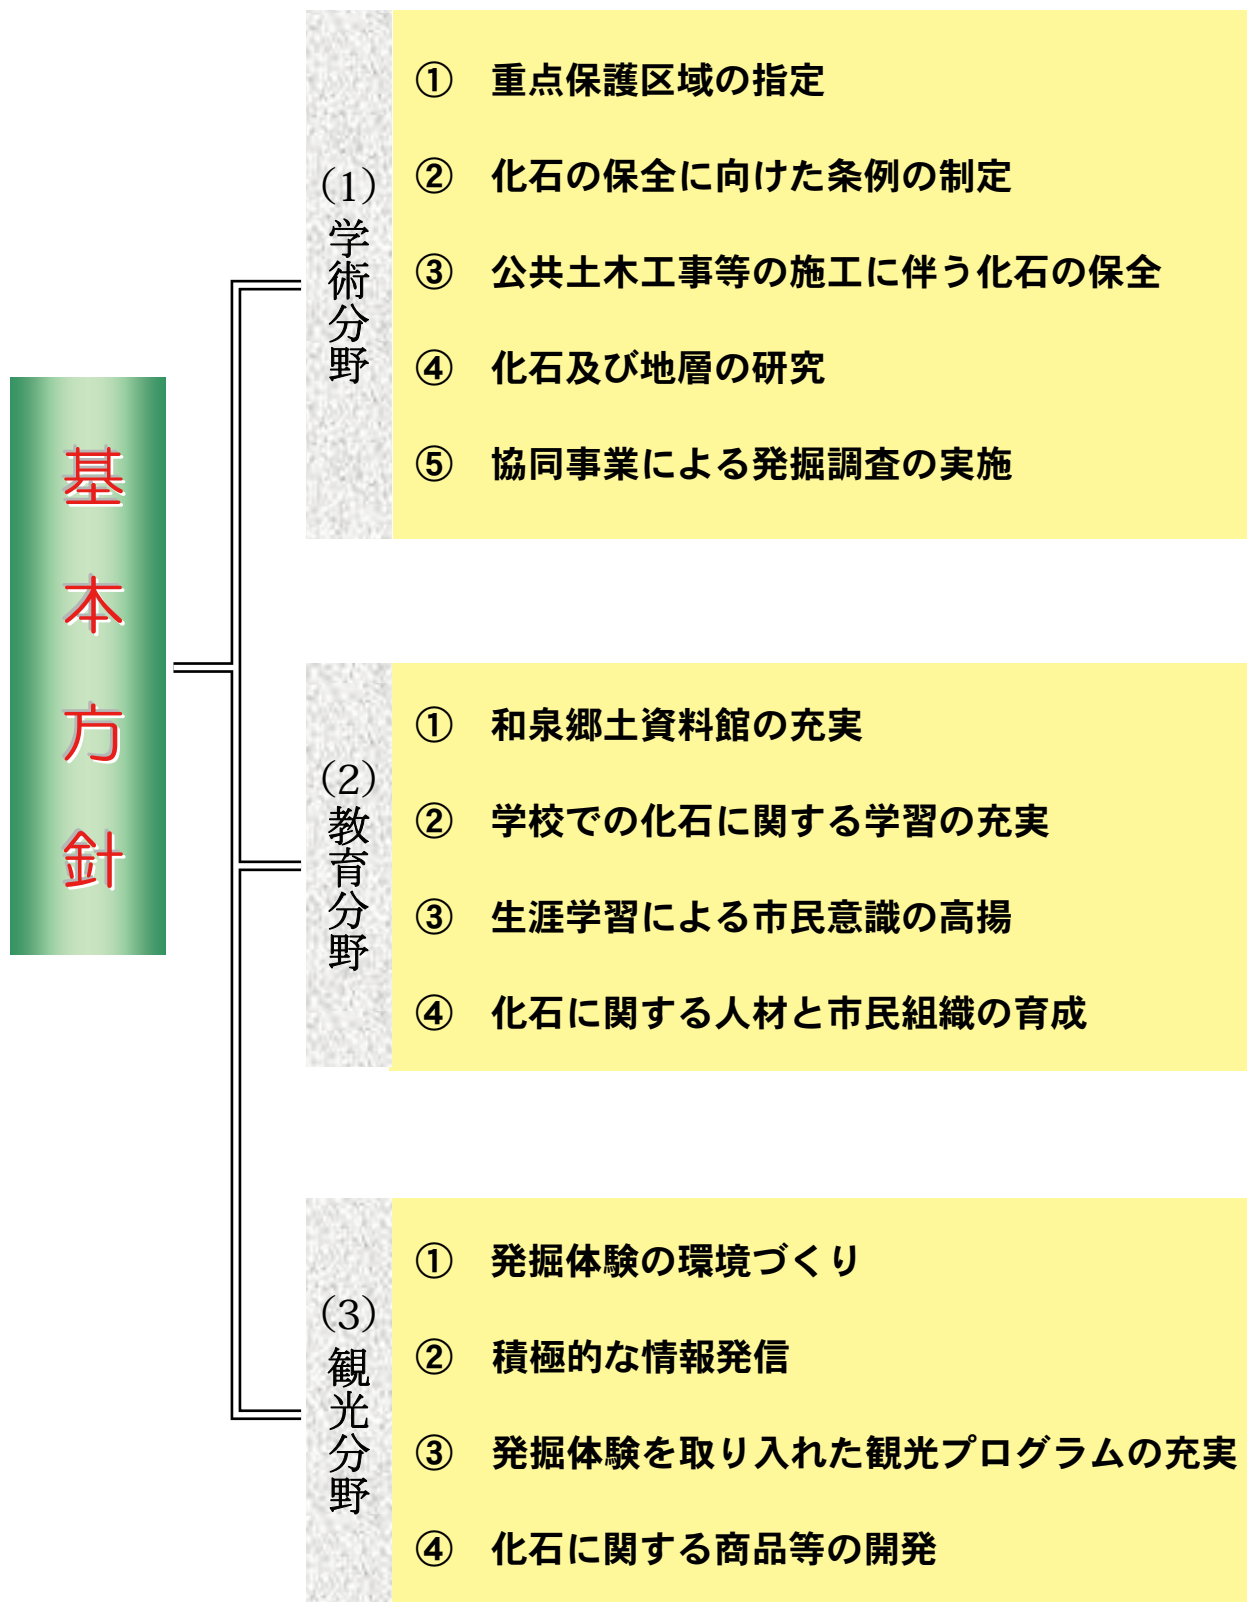 基本方針
(1)学術分野
① 重点保護区域の指定
② 化石の保全に向けた条例の制定
③ 公共土木工事等の施工に伴う化石の保全
④ 化石及び地層の研究
⑤ 協同事業による発掘調査の実施
(2)教育分野
① 和泉郷土資料館の充実
② 学校での化石に関する学習の充実
③ 生涯学習による市民意識の高揚
④ 化石に関する人材と市民組織の育成
(3)観光分野
① 発掘体験の環境づくり
② 積極的な情報発信
③ 発掘体験を取り入れた観光プログラムの充実
④ 化石に関する商品等の開発